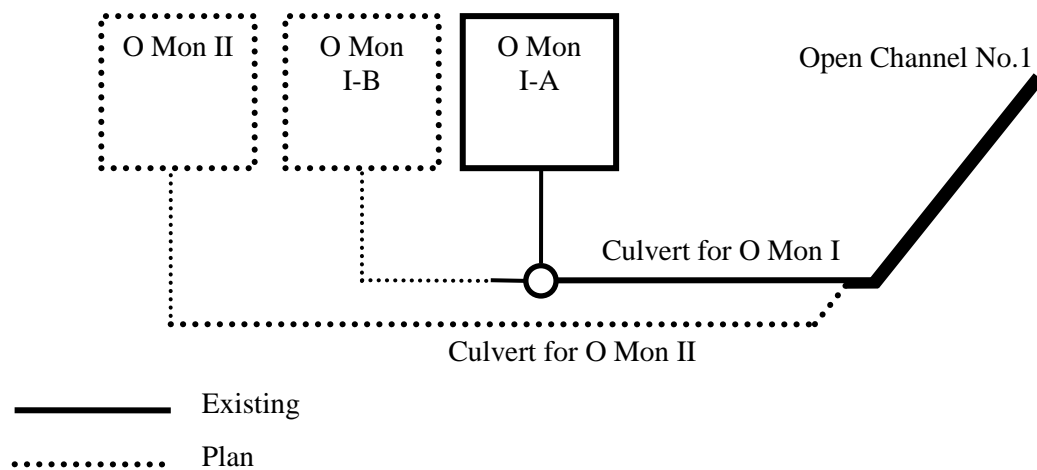 O Mon II
O Mon
I-B
O Mon
I-A
Open Channel No.1
Culvert for O Mon I
Culvert for O Mon II
Existing
Plan